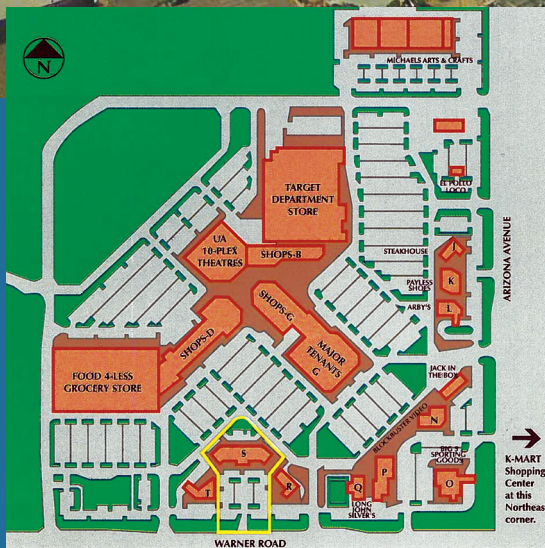 N
MICHAELS ARTS & CRAFTS
EL POLLO
LOCO
TARGET
DEPARTMENT
STORE
UA
10-PLEX
THEATRES
SHOPS-B
STEAKHOUSE
J
PAYLESS
SHOES
K
ARBY'S
L
ARIZONA AVENUE
SHOPS-G
MAJOR
TENANTS
G
SHOPS-D
FOOD 4-LESS
GROCERY STORE
JACK IN
THE BOX
BLOCKBUSTER VIDEO
N
BIG 5
SPORTING
GOODS
S
T
R
Q
P
O
LONG
JOHN
SILVER'S
K-MART
Shopping
Center
at this
Northeas
corner.
WARNER ROAD